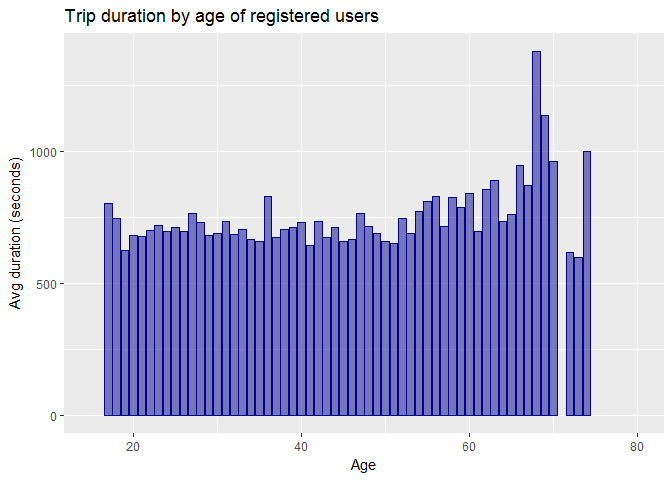 Trip duration by age of registered users
1000
500
0
Avg duration (seconds)
20 40 60 80
Age